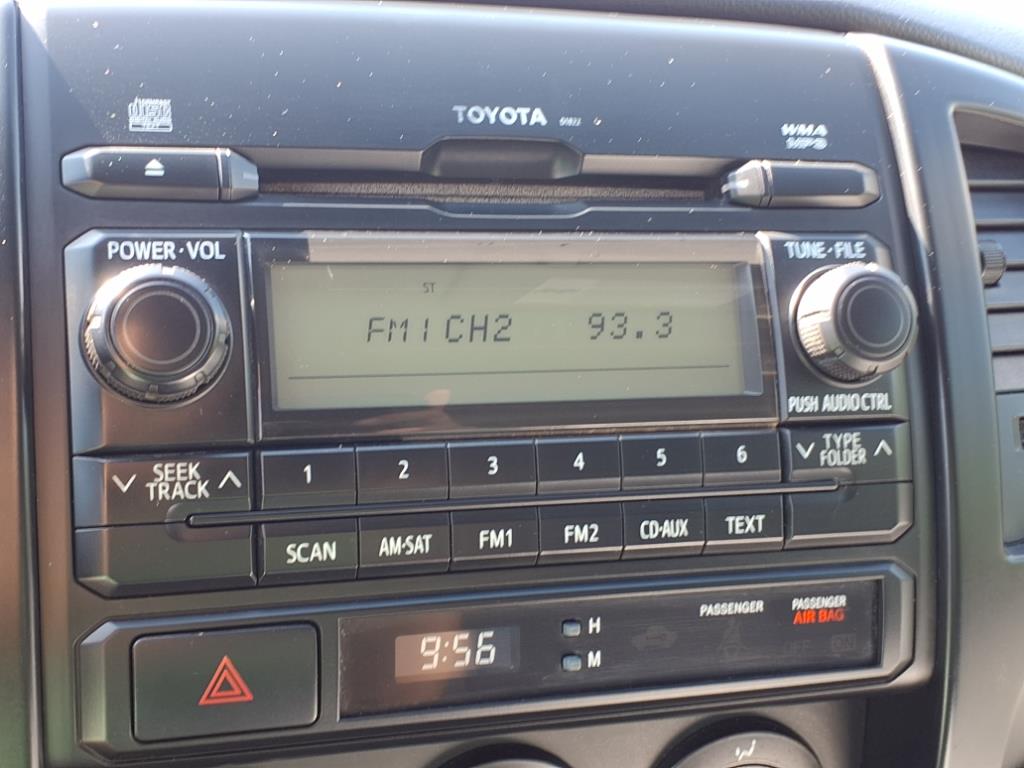 TOYOTA
WMA
MP3
POWER·VOL
TUNE·FILE
ST
FM1 CH2 93.3
PUSH AUDIO CTRL
SEEK
TRACK
1 2 3 4 5 6
TYPE
FOLDER
SCAN AM·SAT FM1 FM2 CD·AUX TEXT
PASSENGER
PASSENGER
AIR BAG
9:56
H
M